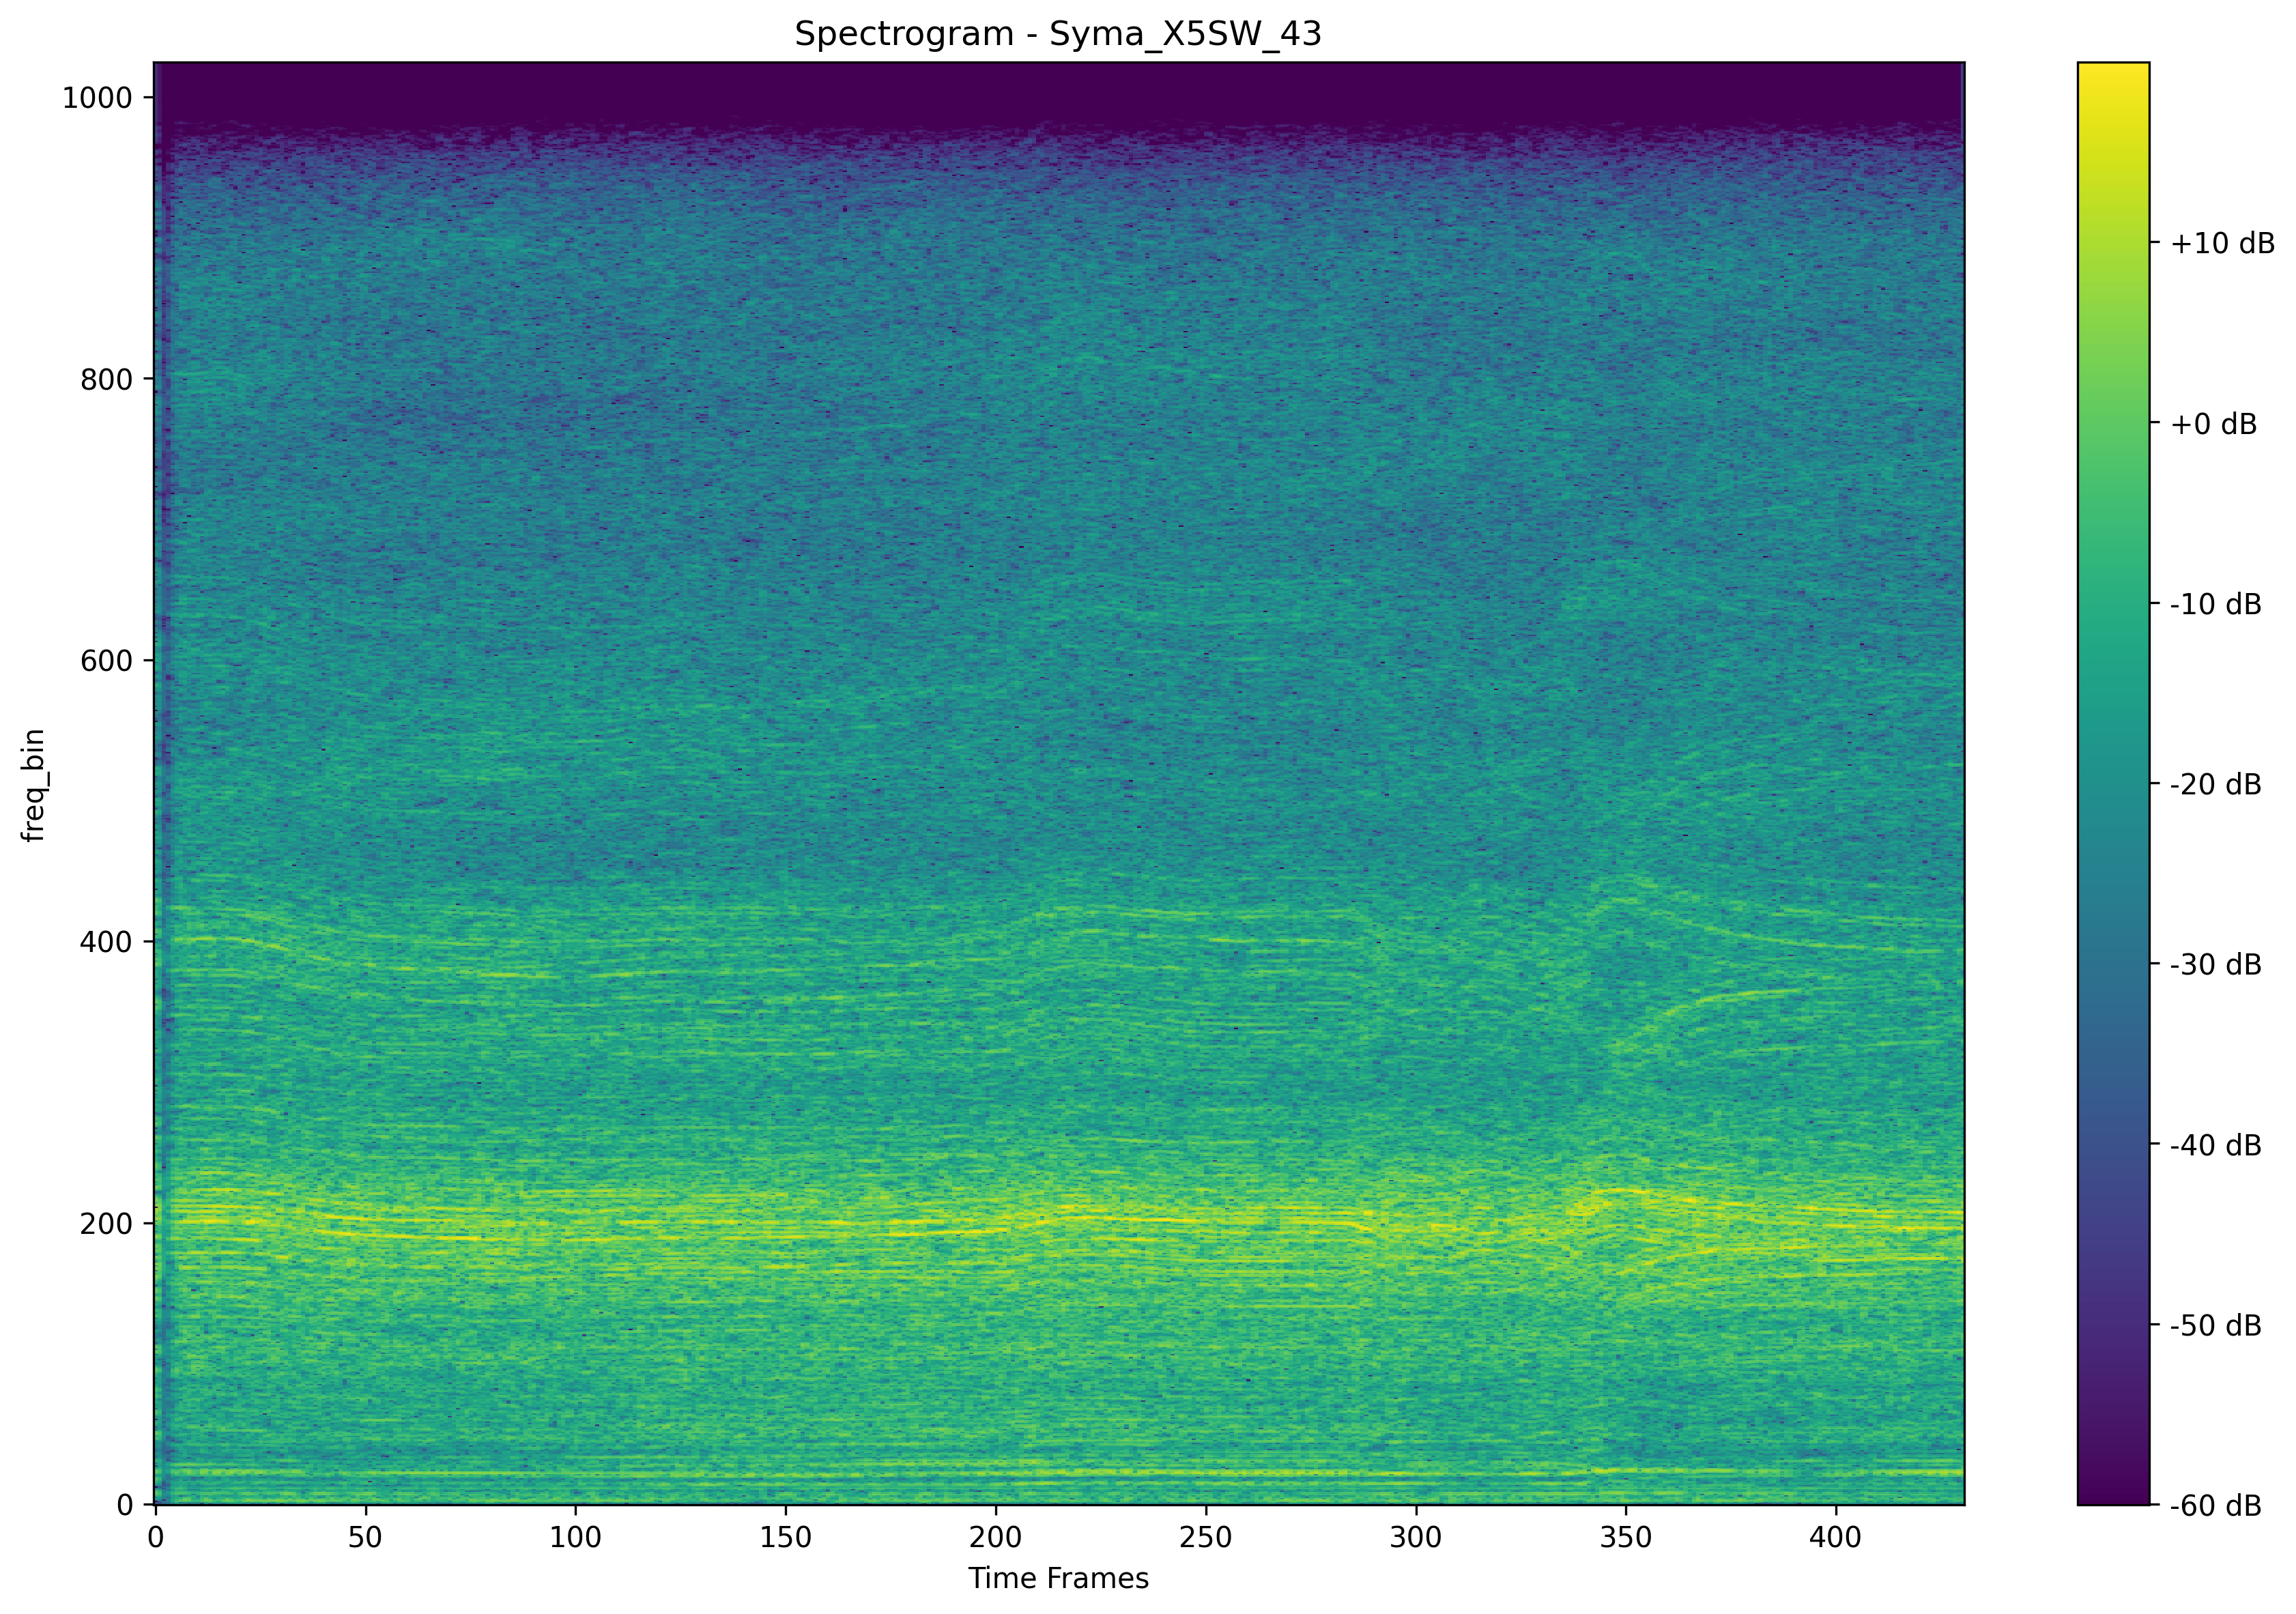 Spectrogram - Syma_X5SW_43
freq_bin
1000
800
600
400
200
0
0 50 100 150 200 250 300 350 400
Time Frames
+10 dB
+0 dB
-10 dB
-20 dB
-30 dB
-40 dB
-50 dB
-60 dB